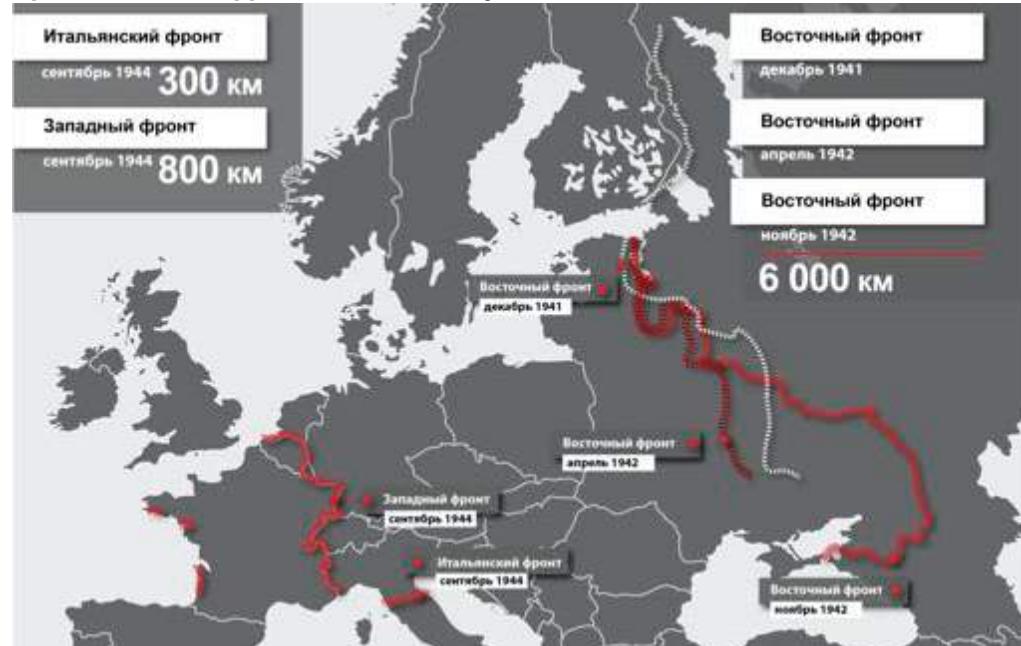 Итальянский фронт
сентябрь 1944 300 км
Западный фронт
сентябрь 1944 800 км
Восточный фронт
декабрь 1941
Восточный фронт
апрель 1942
Восточный фронт
ноябрь 1942
6 000 км
Восточный фронт
декабрь 1941
Восточный фронт
апрель 1942
Западный фронт
сентябрь 1944
Итальянский фронт
сентябрь 1944
Восточный фронт
ноябрь 1942